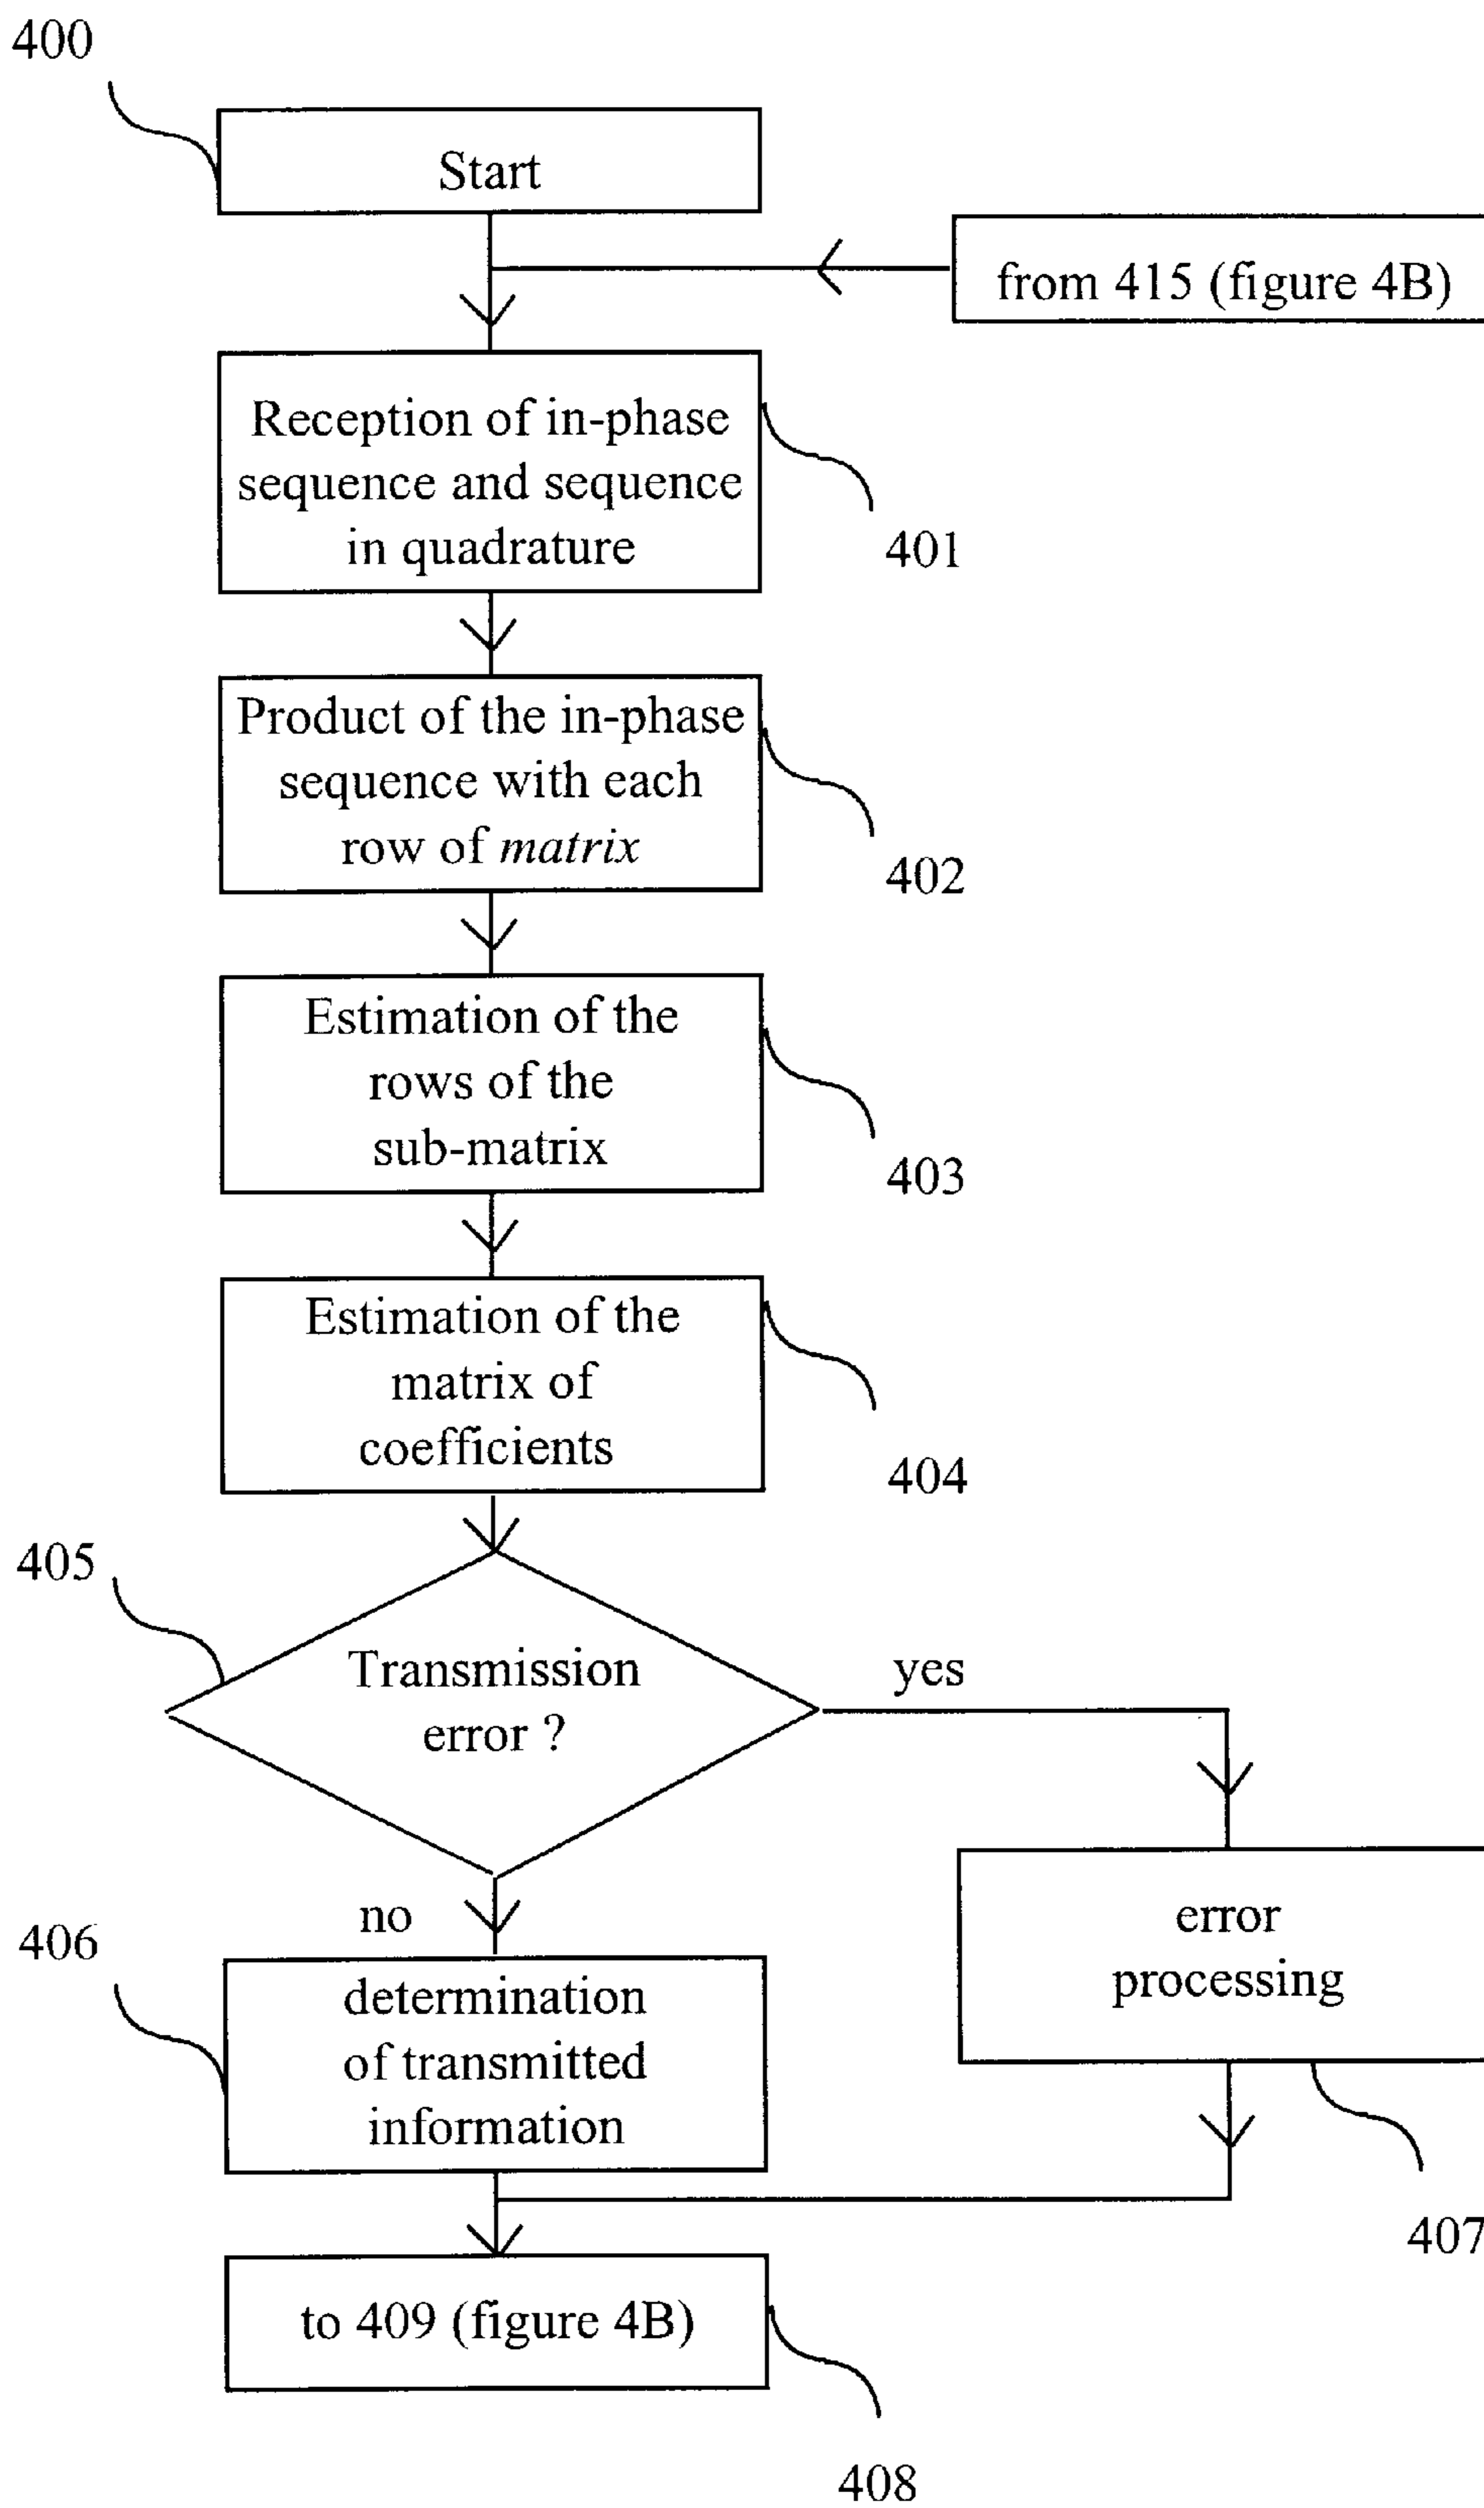 400
Start
from 415 (figure 4B)
Reception of in-phase
sequence and sequence
in quadrature
401
Product of the in-phase
sequence with each
row of matrix
402
Estimation of the
rows of the
sub-matrix
403
Estimation of the
matrix of
coefficients
404
405
Transmission
error ?
yes
no
406
determination
of transmitted
information
error
processing
407
to 409 (figure 4B)
408